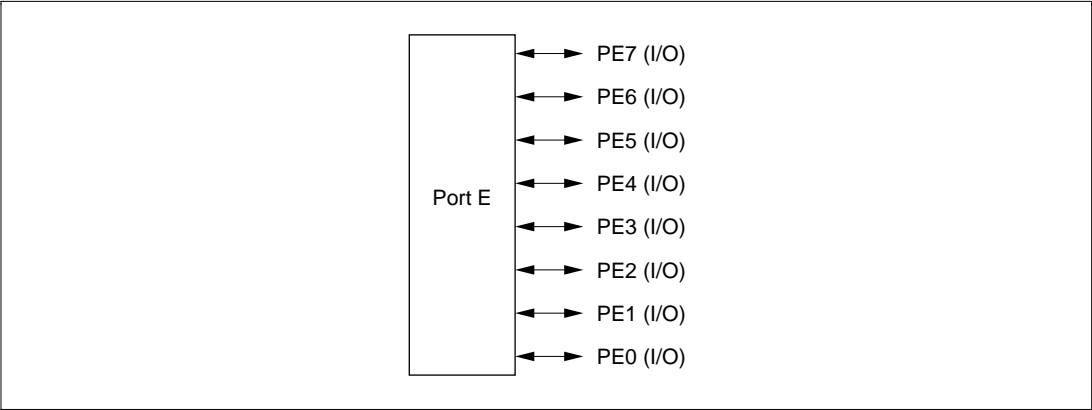 PE7 (I/O)
PE6 (I/O)
PE5 (I/O)
PE4 (I/O)
Port E
PE3 (I/O)
PE2 (I/O)
PE1 (I/O)
PE0 (I/O)